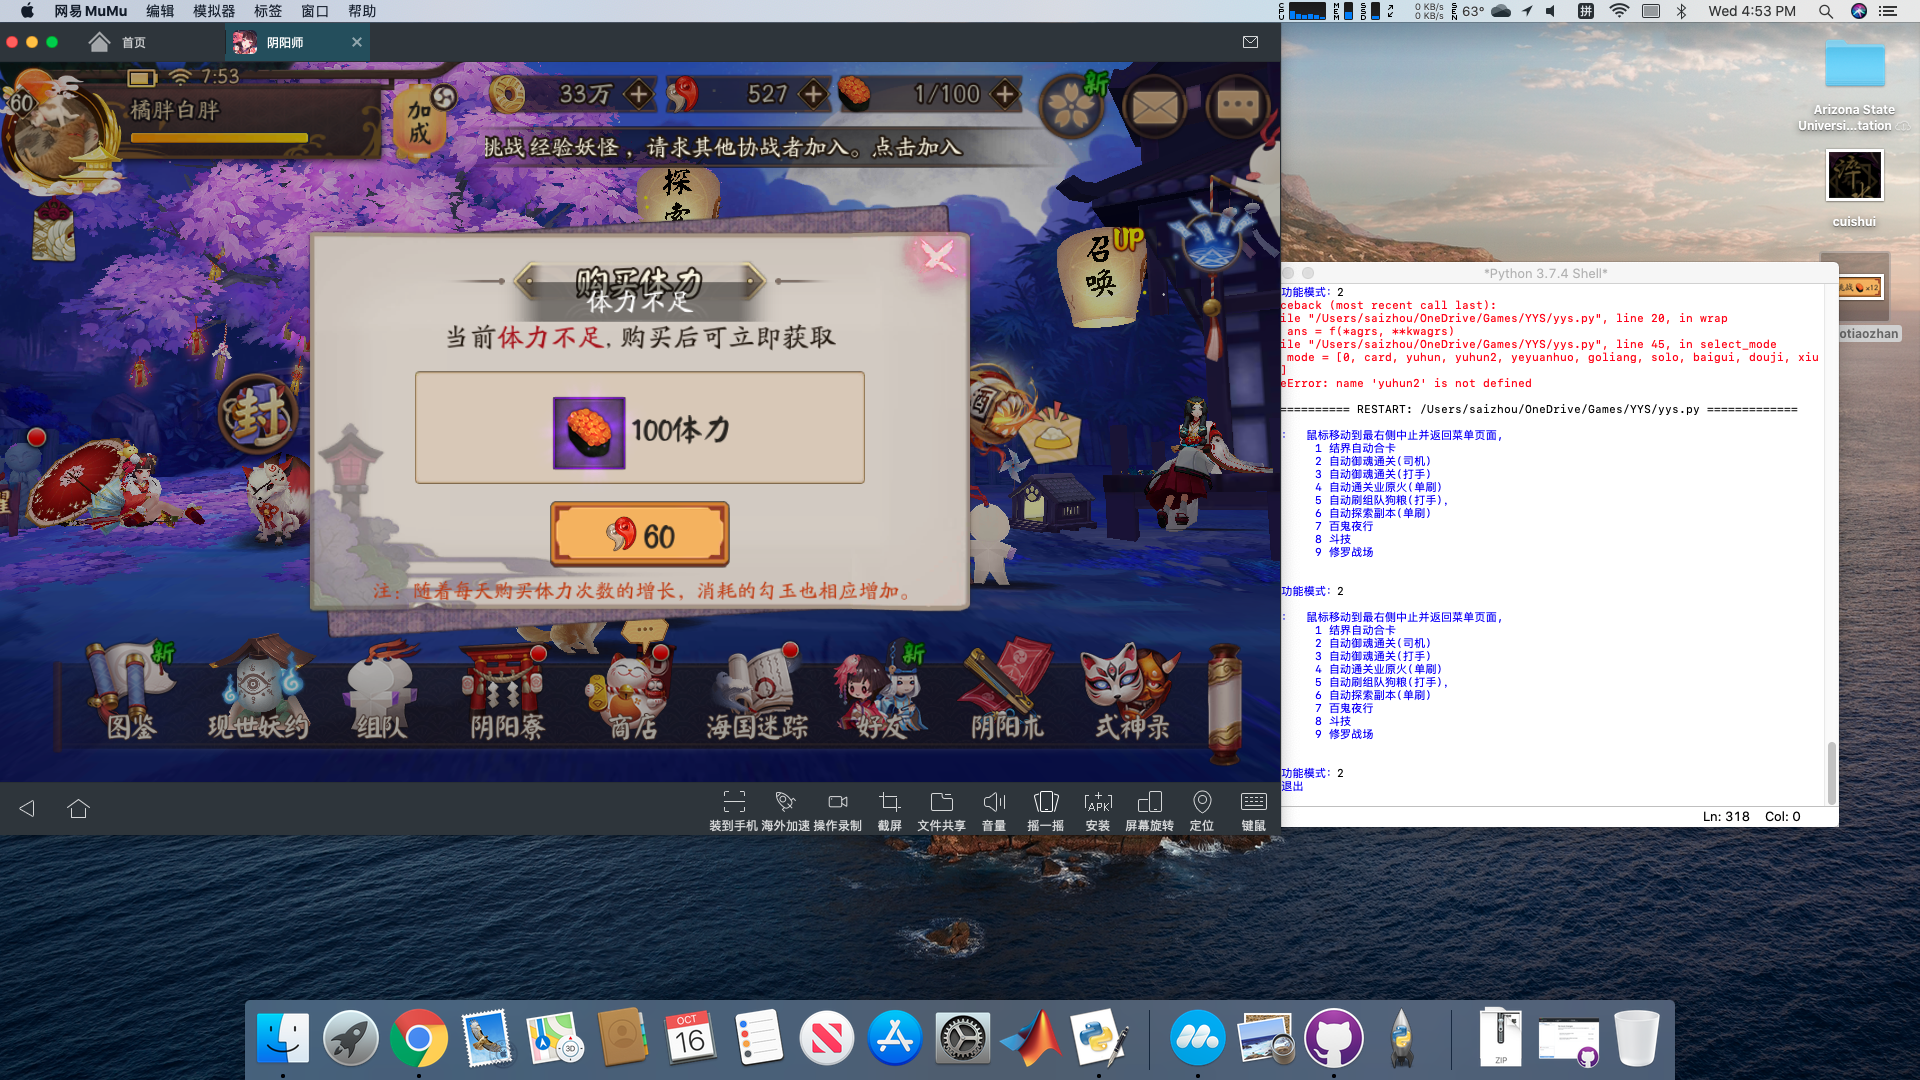 网易 MuMu 编辑 模拟器 标签 窗口 帮助
CPU MEM SSD 0 KB/s 0 KB/s SEN 63° 拼 Wed 4:53 PM
首页 阴阳师
7:53
60 橘胖白胖
加成
33万 527 1/100
新
挑战经验妖怪，请求其他协战者加入。点击加入
探索
召唤 UP
购买体力
体力不足
当前体力不足,购买后可立即获取
100体力
60
注：随着每天购买体力次数的增长，消耗的勾玉也相应增加。
封
酉
醒
新 新
图鉴 现世妖约 组队 阴阳寮 商店 海国迷踪 好友 阴阳术 式神录
装到手机 海外加速 操作录制 截屏 文件共享 音量 摇一摇 安装 屏幕旋转 定位 键鼠
APK
Arizona State
Universi...tation
cuishui
挑战 x12
otiaozhan
*Python 3.7.4 Shell*
功能模式: 2
ceback (most recent call last):
ile "/Users/saizhou/OneDrive/Games/YYS/yys.py", line 20, in wrap
ans = f(*agrs, **kwagrs)
ile "/Users/saizhou/OneDrive/Games/YYS/yys.py", line 45, in select_mode
mode = [0, card, yuhun, yuhun2, yeyuanhuo, goliang, solo, baigui, douji, xiu
]
eError: name 'yuhun2' is not defined
========== RESTART: /Users/saizhou/OneDrive/Games/YYS/yys.py =============
: 鼠标移动到最右侧中止并返回菜单页面,
1 结界自动合卡
2 自动御魂通关(司机)
3 自动御魂通关(打手)
4 自动通关业原火(单刷)
5 自动刷组队狗粮(打手),
6 自动探索副本(单刷)
7 百鬼夜行
8 斗技
9 修罗战场
功能模式: 2
: 鼠标移动到最右侧中止并返回菜单页面,
1 结界自动合卡
2 自动御魂通关(司机)
3 自动御魂通关(打手)
4 自动通关业原火(单刷)
5 自动刷组队狗粮(打手),
6 自动探索副本(单刷)
7 百鬼夜行
8 斗技
9 修罗战场
功能模式: 2
退出
Ln: 318 Col: 0
OCT
16
3D
ZIP